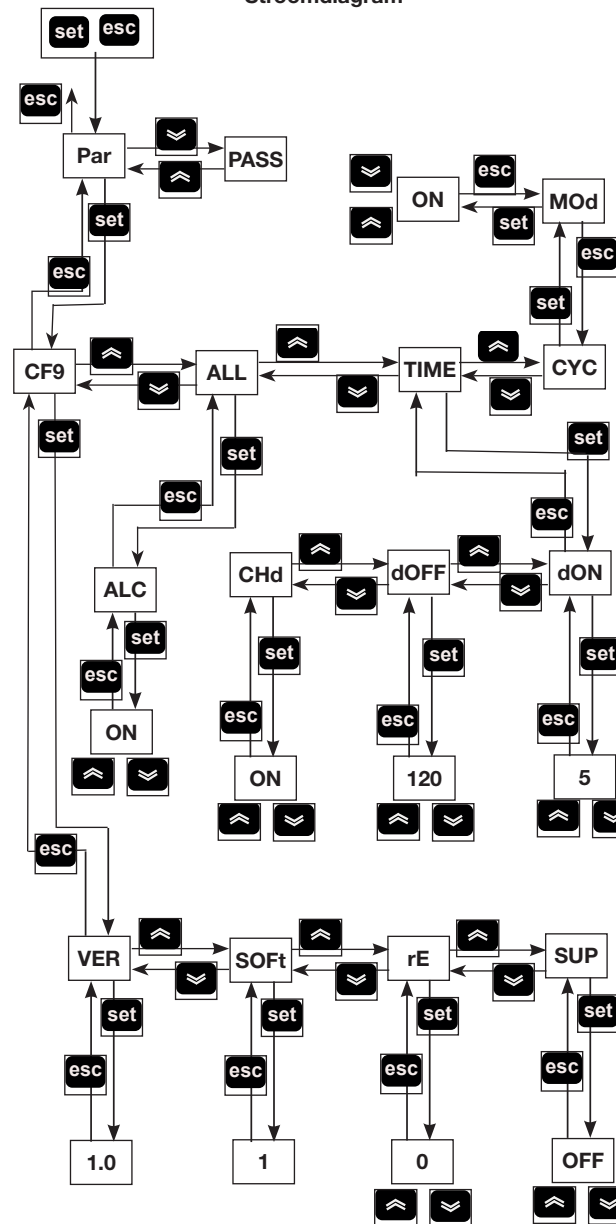 Stroomdiagram
set esc
esc
Par
PASS
set
esc
ON
esc
MOd
set
esc
set
CF9
ALL
TIME
CYC
set
set
set
esc
esc
ALC
CHd
dOFF
dON
set
set
set
set
esc
esc
esc
esc
ON
ON
120
5
esc
VER
SOFt
rE
SUP
set
set
set
set
esc
esc
esc
esc
1.0
1
0
OFF